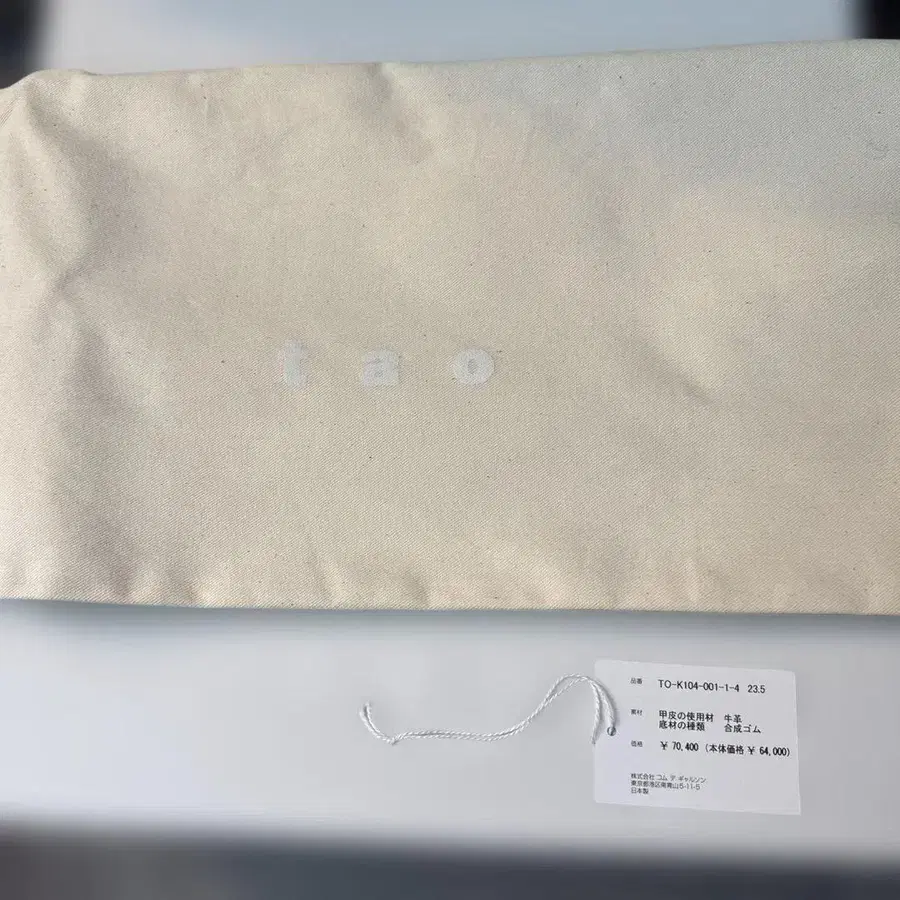 tao
品番 TO-K104-001-1-4 23.5
素材 甲皮の使用材 牛革
底材の種類 合成ゴム
価格 ¥ 70,400 (本体価格 ¥ 64,000)
株式会社 コム デ ギャルソン
東京都港区南青山5-11-5
日本製